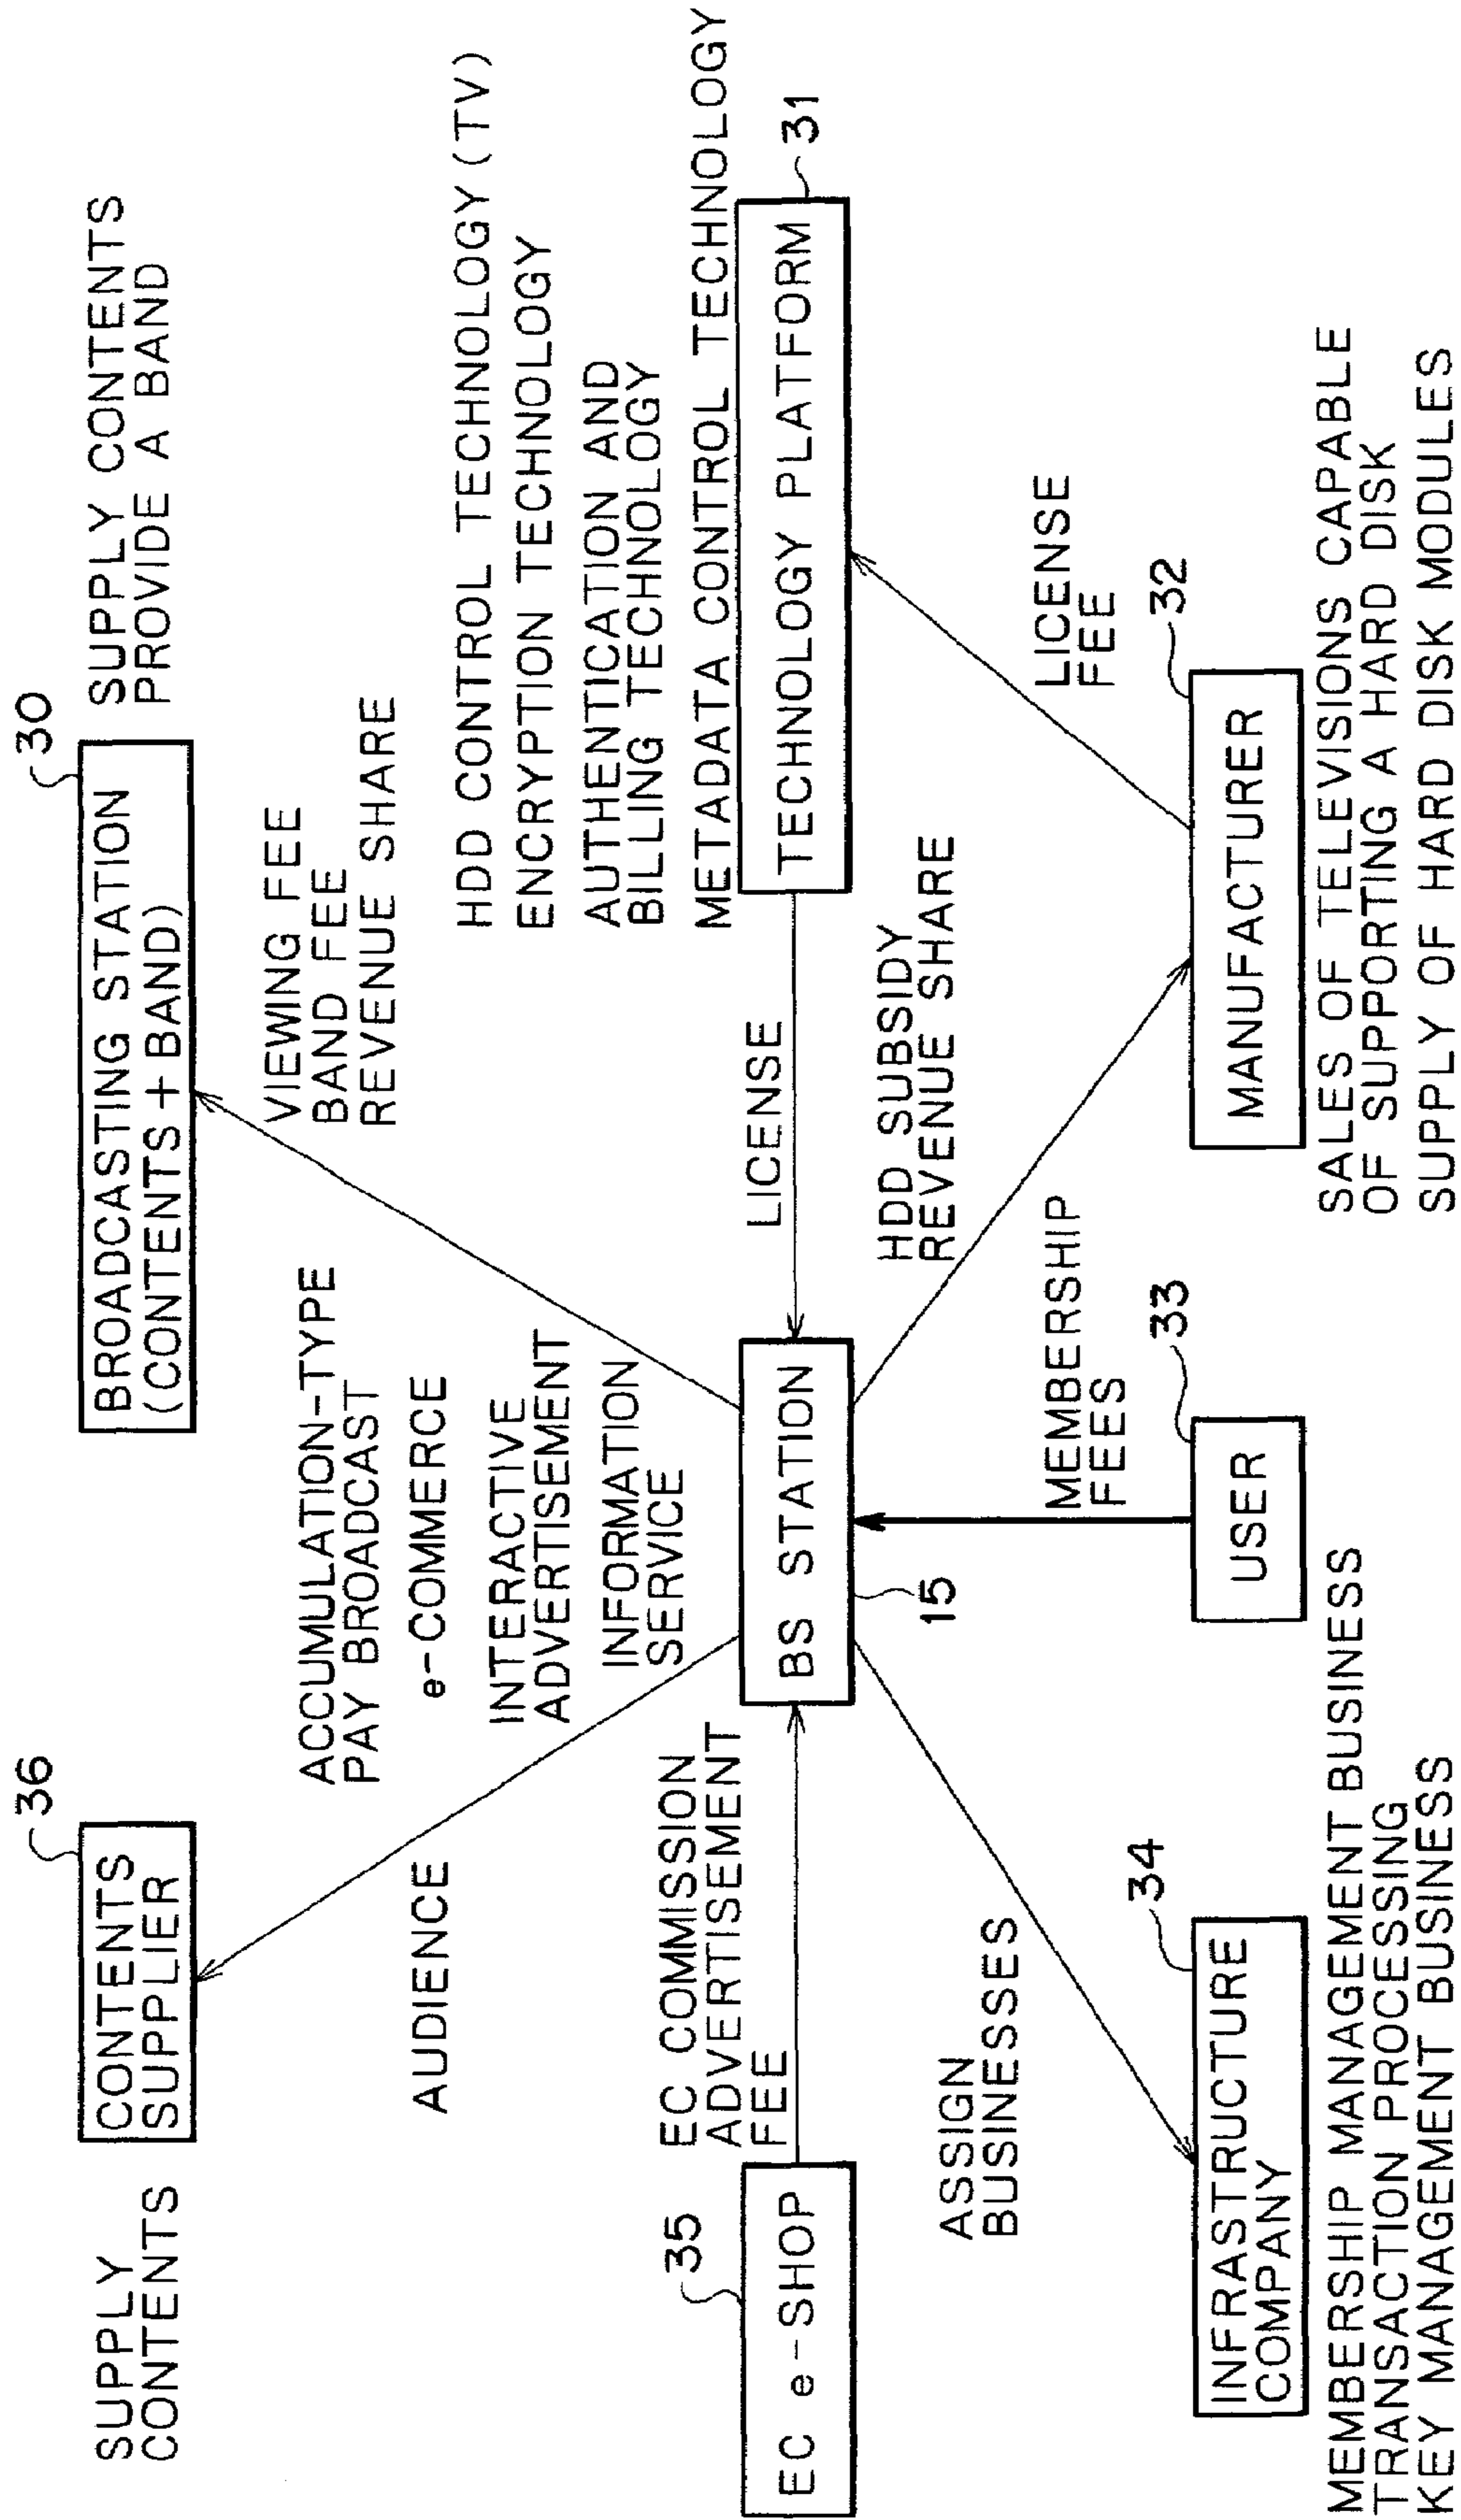 36
30
SUPPLY
CONTENTS
CONTENTS
SUPPLIER
BROADCASTING STATION
(CONTENTS+BAND)
SUPPLY CONTENTS
PROVIDE A BAND
AUDIENCE
ACCUMULATION-TYPE
PAY BROADCAST
e-COMMERCE
INTERACTIVE
ADVERTISEMENT
INFORMATION
SERVICE
VIEWING FEE
BAND FEE
REVENUE SHARE
HDD CONTROL TECHNOLOGY(TV)
ENCRYPTION TECHNOLOGY
AUTHENTICATION AND
BILLING TECHNOLOGY
METADATA CONTROL TECHNOLOGY
35
EC e-SHOP
EC COMMISSION
ADVERTISEMENT
FEE
BS STATION
15
LICENSE
TECHNOLOGY PLATFORM
31
ASSIGN
BUSINESSES
MEMBERSHIP
FEES
HDD SUBSIDY
REVENUE SHARE
LICENSE
FEE
34
INFRASTRUCTURE
COMPANY
33
USER
32
MANUFACTURER
MEMBERSHIP MANAGEMENT BUSINESS
TRANSACTION PROCESSING
KEY MANAGEMENT BUSINESS
SALES OF TELEVISIONS CAPABLE
OF SUPPORTING A HARD DISK
SUPPLY OF HARD DISK MODULES